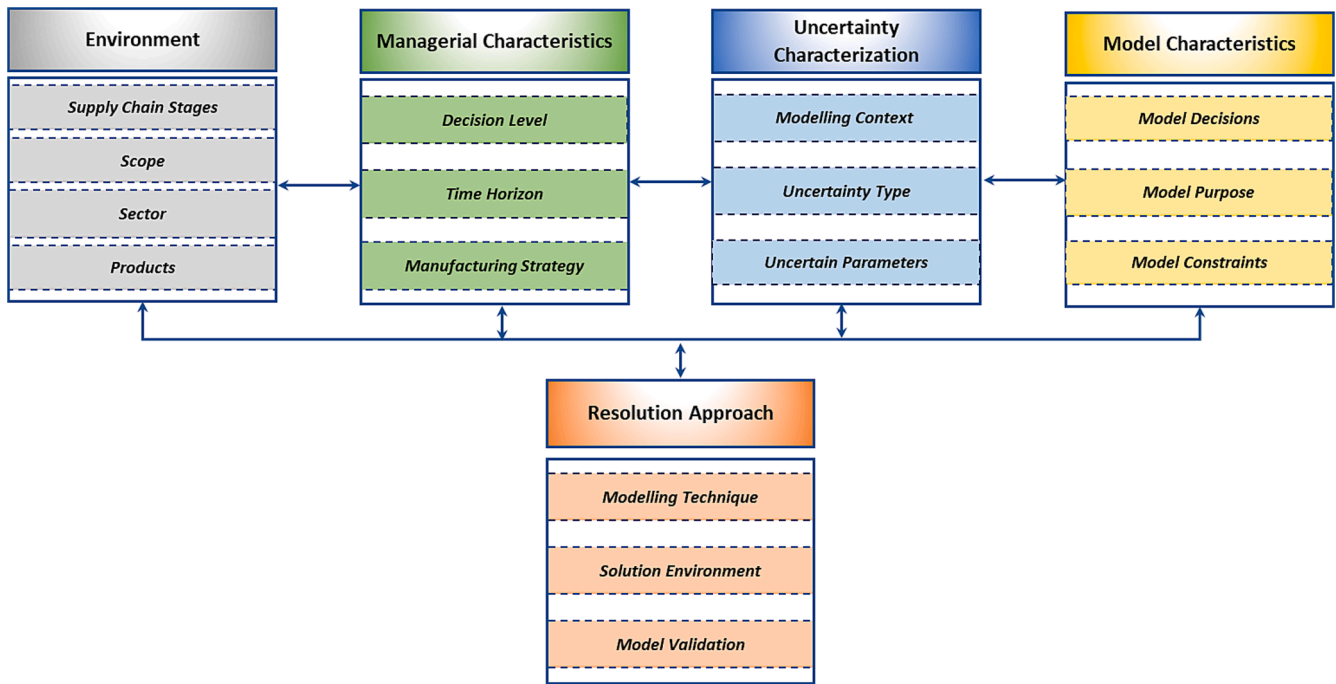 Environment
Supply Chain Stages
Scope
Sector
Products
Managerial Characteristics
Decision Level
Time Horizon
Manufacturing Strategy
Uncertainty
Characterization
Modelling Context
Uncertainty Type
Uncertain Parameters
Model Characteristics
Model Decisions
Model Purpose
Model Constraints
Resolution Approach
Modelling Technique
Solution Environment
Model Validation